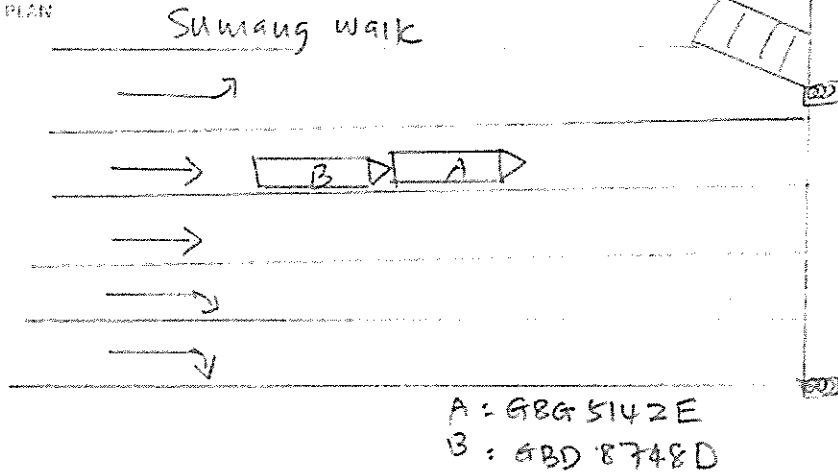 PLAN
Sumang walk
B A
A : GBG 5142E
B : GBD 8748D